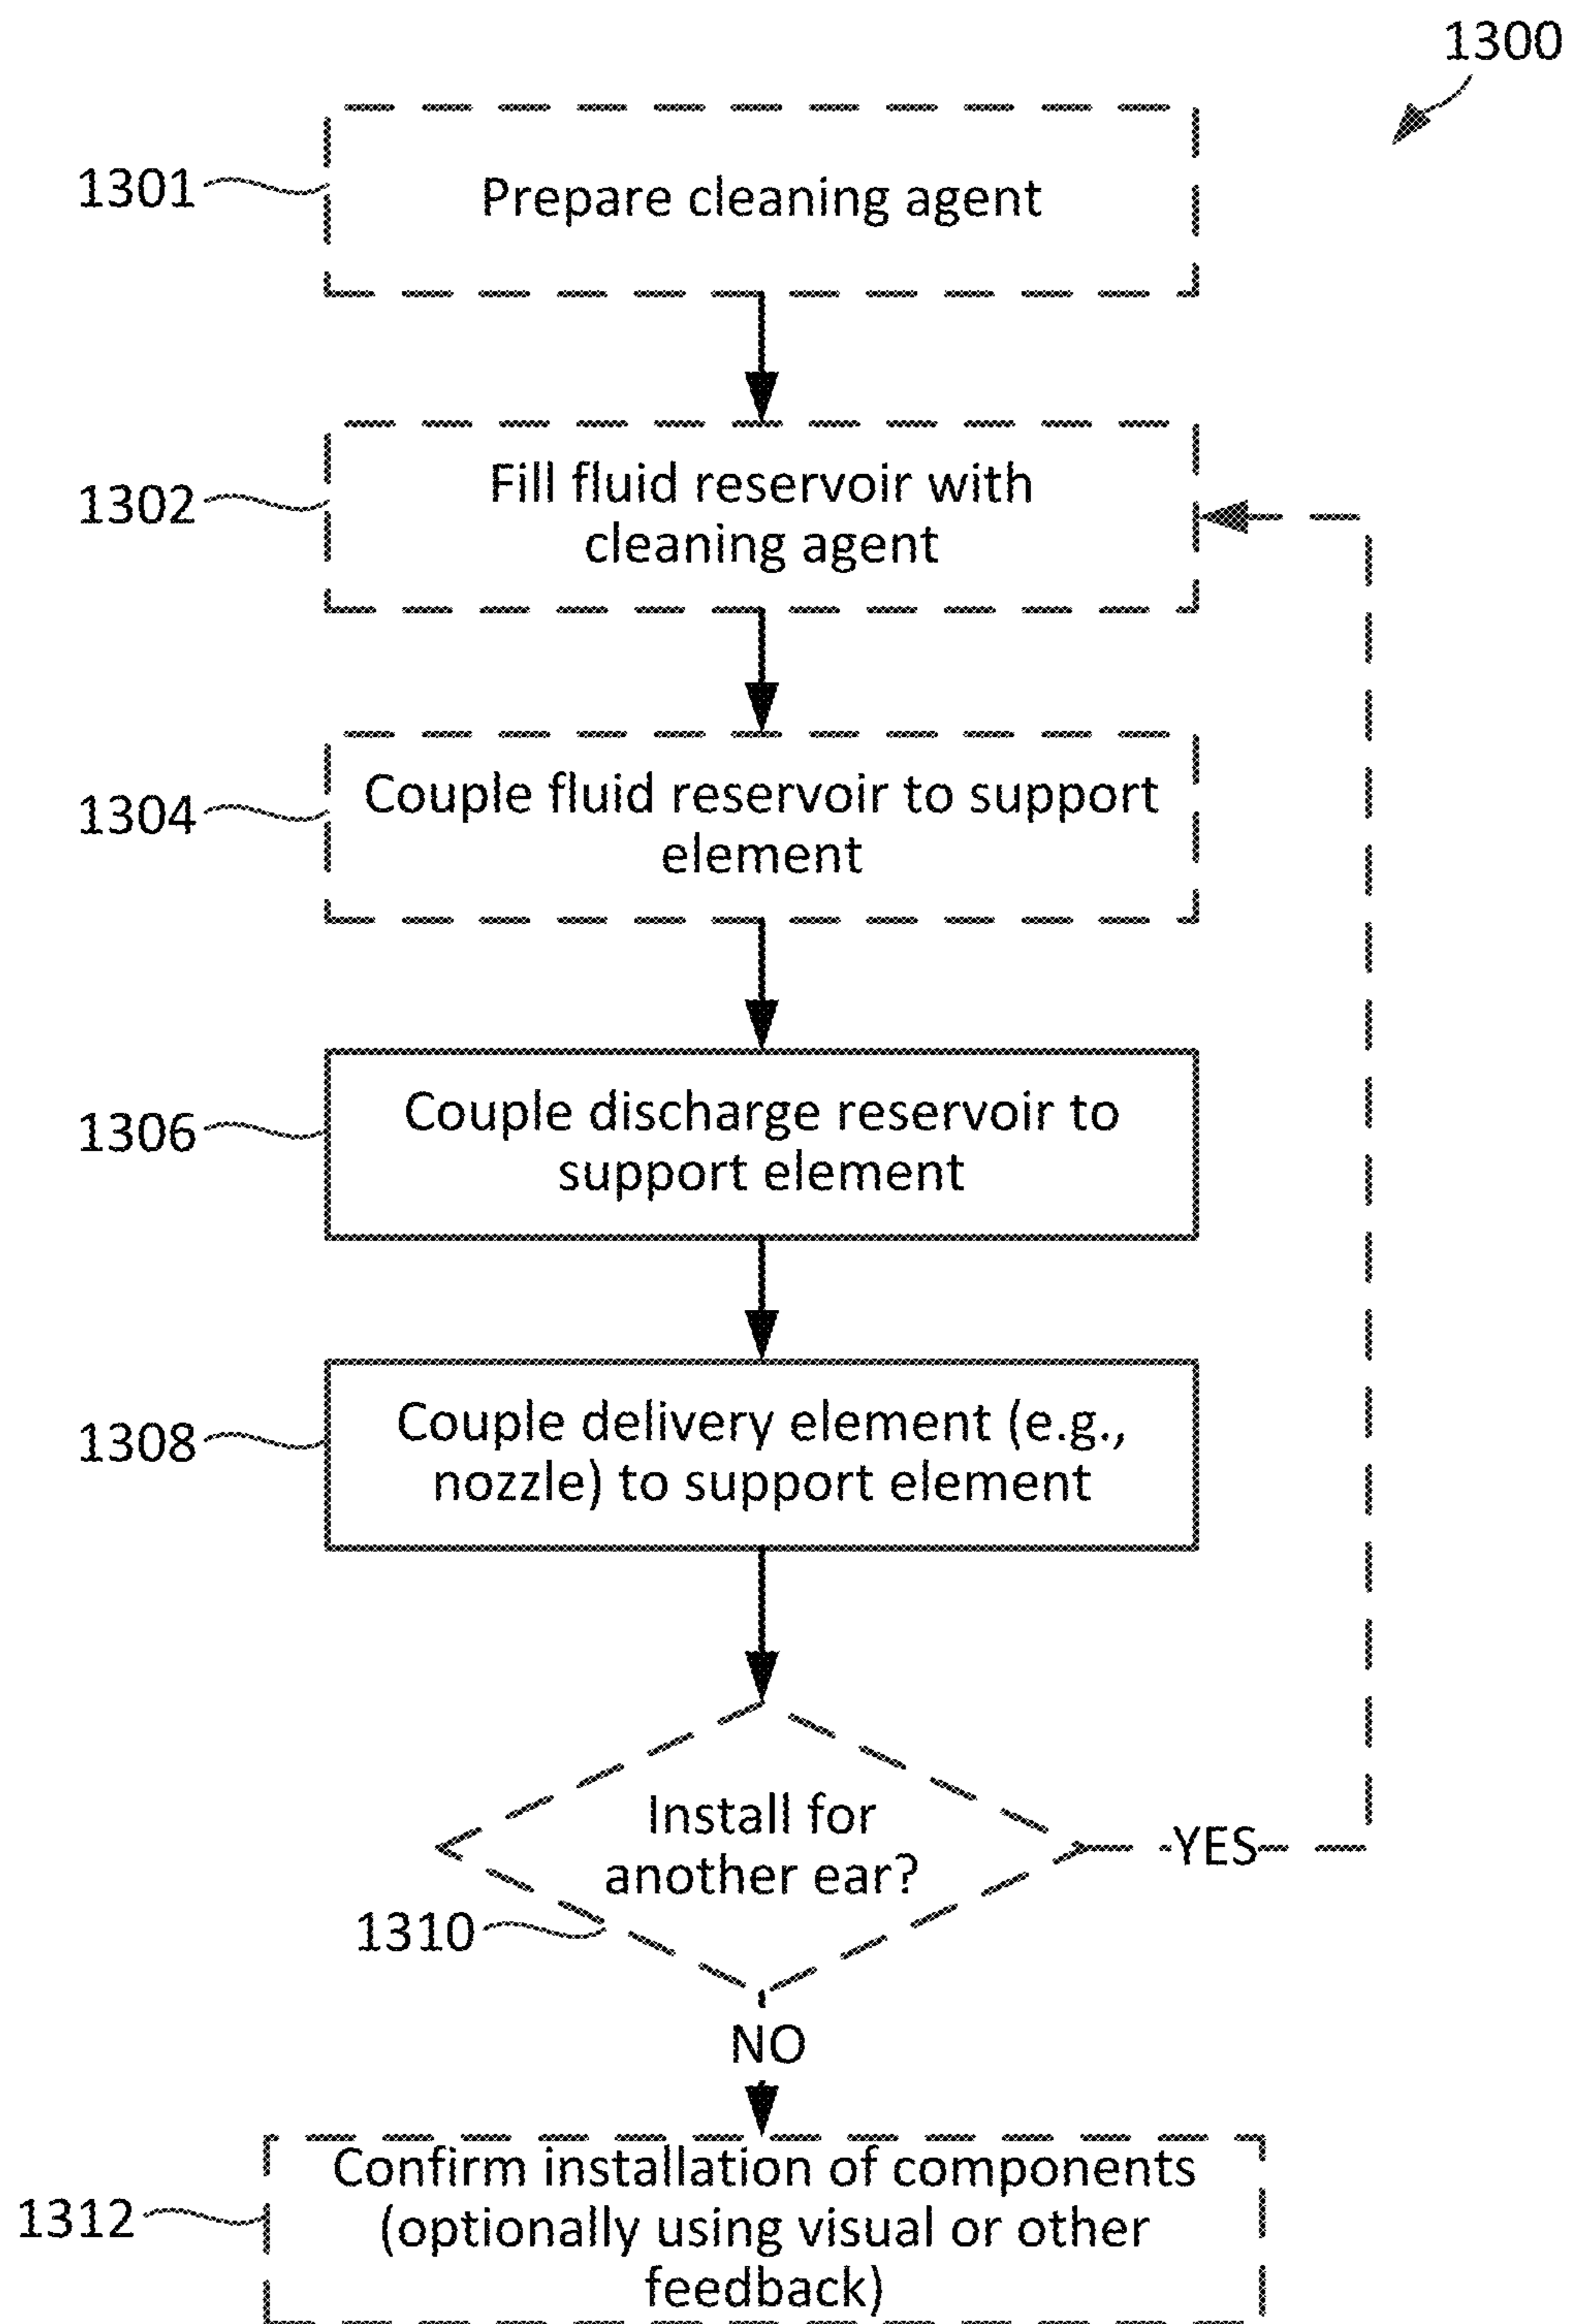 1300
1301
Prepare cleaning agent
1302
Fill fluid reservoir with
cleaning agent
1304
Couple fluid reservoir to support
element
1306
Couple discharge reservoir to
support element
1308
Couple delivery element (e.g.,
nozzle) to support element
Install for
another ear?
YES
1310
NO
1312
Confirm installation of components
(optionally using visual or other
feedback)